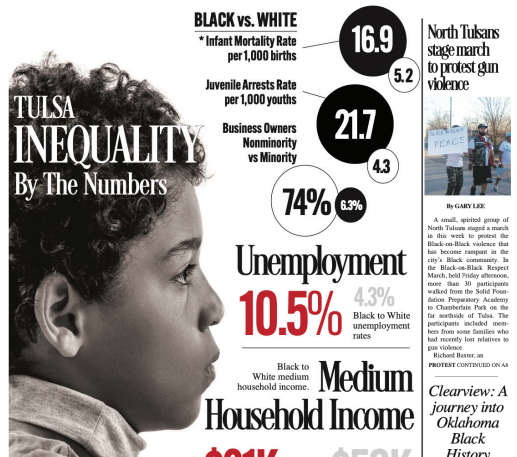 BLACK vs. WHITE
* Infant Mortality Rate
per 1,000 births
16.9
5.2
Juvenile Arrests Rate
per 1,000 youths
21.7
4.3
Business Owners
Nonminority
vs Minority
74%
6.3%
TULSA
INEQUALITY
By The Numbers
Unemployment
10.5%
4.3%
Black to White
unemployment
rates
Black to
White medium
household income.
Medium
Household Income
North Tulsans
stage march
to protest gun
violence
PEACE
By GARY LEE
A small, spirited group of
North Tulsans staged a march
in this week to protest the
Black-on-Black violence that
has become rampant in the
city's Black community. In
the Black-on-Black Respect
March, held Friday afternoon,
more than 30 participants
walked from the Solid Foun-
dation Preparatory Academy
to Chamberlain Park on the
far northside of Tulsa. The
participants included mem-
bers from some families who
had recently lost relatives to
gun violence
Richard Baxter, an
PROTEST CONTINUED ON A8
Clearview: A
journey into
Oklahoma
Black
History